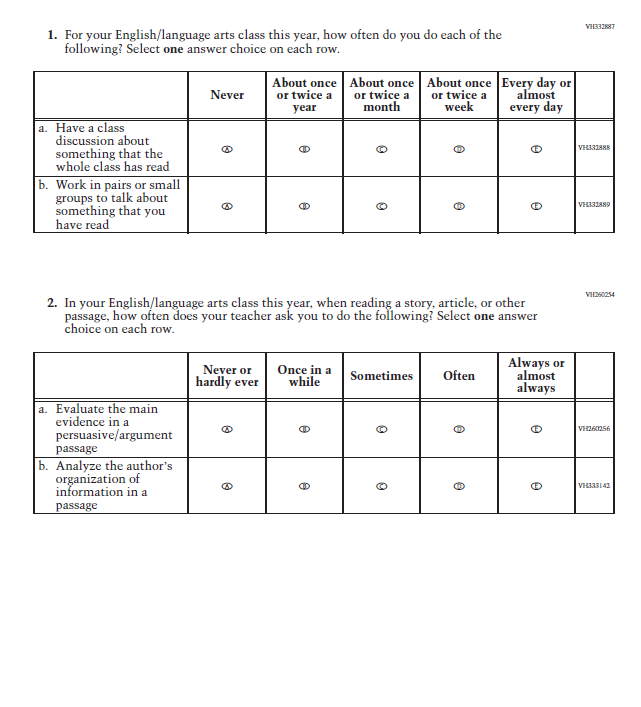 VH332887
1. For your English/language arts class this year, how often do you do each of the
following? Select one answer choice on each row.
Never
About once
or twice a
year
About once
or twice a
month
About once
or twice a
week
Every day or
almost
every day
a. Have a class
discussion about
something that the
whole class has read
A B C D E
VH332888
b. Work in pairs or small
groups to talk about
something that you
have read
A B C D E
VH332889
VH260254
2. In your English/language arts class this year, when reading a story, article, or other
passage, how often does your teacher ask you to do the following? Select one answer
choice on each row.
Never or
hardly ever
Once in a
while
Sometimes
Often
Always or
almost
always
a. Evaluate the main
evidence in a
persuasive/argument
passage
A B C D E
VH260256
b. Analyze the author's
organization of
information in a
passage
A B C D E
VH333142